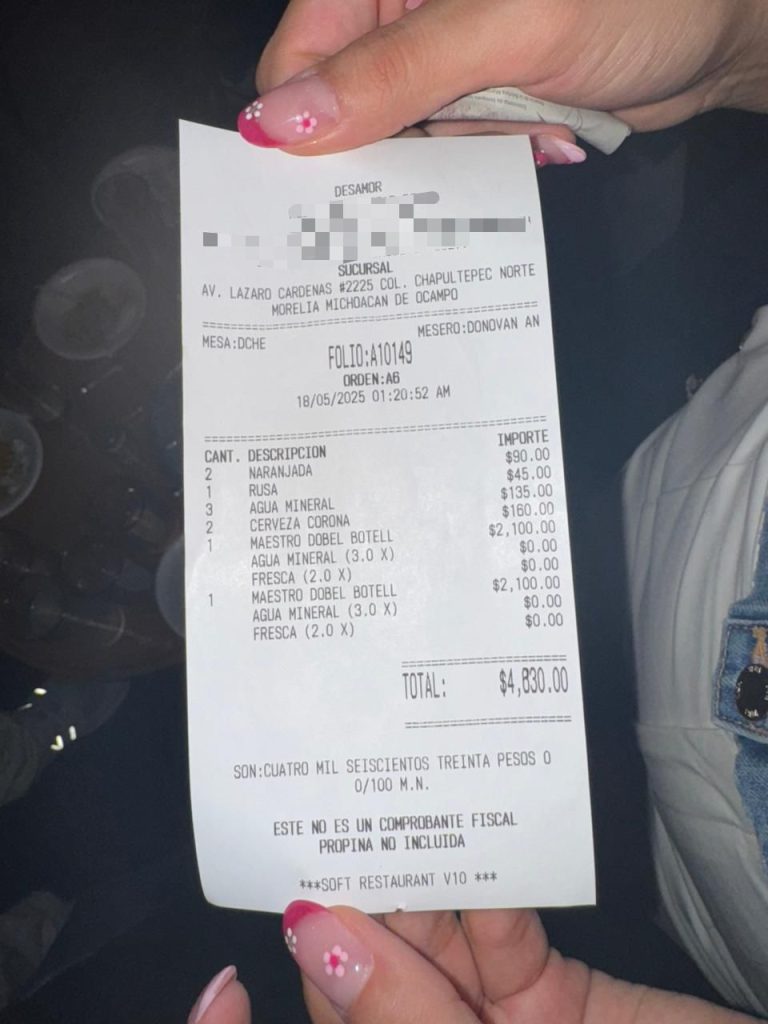 DESAMOR
SUCURSAL
AV. LAZARO CARDENAS #2225 COL. CHAPULTEPEC NORTE
MORELIA MICHOACAN DE OCAMPO
MESA:DCHE MESERO:DONOVAN AN
FOLIO:A10149
ORDEN:A6
18/05/2025 01:20:52 AM
CANT. DESCRIPCION IMPORTE
2 NARANJADA $90.00
1 RUSA $45.00
3 AGUA MINERAL $135.00
2 CERVEZA CORONA $160.00
1 MAESTRO DOBEL BOTELL $2,100.00
AGUA MINERAL (3.0 X) $0.00
FRESCA (2.0 X) $0.00
1 MAESTRO DOBEL BOTELL $2,100.00
AGUA MINERAL (3.0 X) $0.00
FRESCA (2.0 X) $0.00
TOTAL: $4,830.00
SON:CUATRO MIL SEISCIENTOS TREINTA PESOS 0
0/100 M.N.
ESTE NO ES UN COMPROBANTE FISCAL
PROPINA NO INCLUIDA
***SOFT RESTAURANT V10 ***